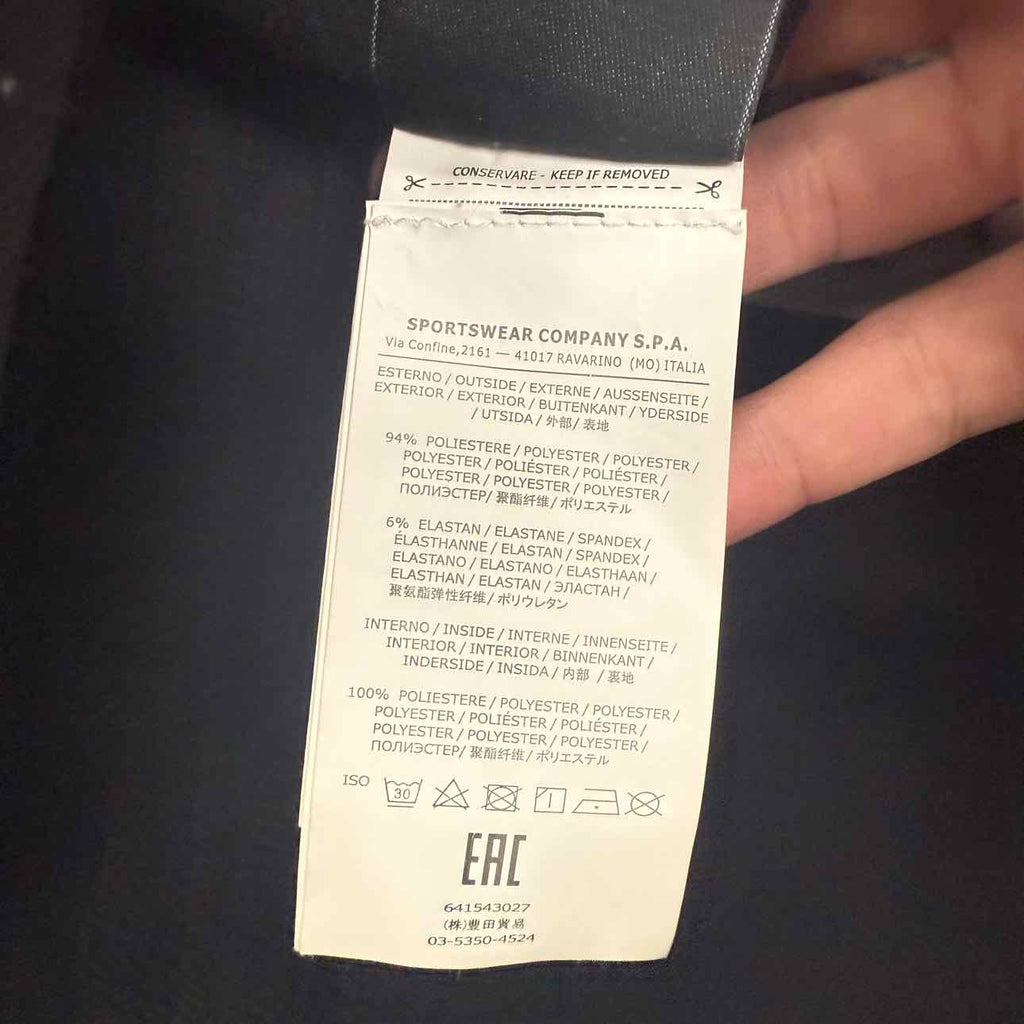 CONSERVARE - KEEP IF REMOVED
SPORTSWEAR COMPANY S.P.A.
Via Confine,2161 — 41017 RAVARINO (MO) ITALIA
ESTERNO / OUTSIDE / EXTERNE / AUSSENSEITE /
EXTERIOR / EXTERIOR / BUITENKANT / YDERSIDE
/ UTSIDA / 外部 / 表地
94% POLIESTERE / POLYESTER / POLYESTER /
POLYESTER / POLIÉSTER / POLIÉSTER /
POLYESTER / POLYESTER / POLYESTER /
ПОЛИЭСТЕР/ 聚酯纤维/ ポリエステル
6% ELASTAN / ELASTANE / SPANDEX /
ÉLASTHANNE / ELASTAN / SPANDEX /
ELASTANO / ELASTANO / ELASTHAAN /
ELASTHAN / ELASTAN / ЭЛАСТАН /
聚氨酯弹性纤维/ ポリウレタン
INTERNO / INSIDE / INTERNE / INNENSEITE /
INTERIOR / INTERIOR / BINNENKANT /
INDERSIDE / INSIDA / 内部 / 裏地
100% POLIESTERE / POLYESTER / POLYESTER /
POLYESTER / POLIÉSTER / POLIÉSTER /
POLYESTER / POLYESTER / POLYESTER /
ПОЛИЭСТЕР/ 聚酯纤维/ ポリエステル
ISO 30
EAC
641543027
(株)豊田貿易
03-5350-4524